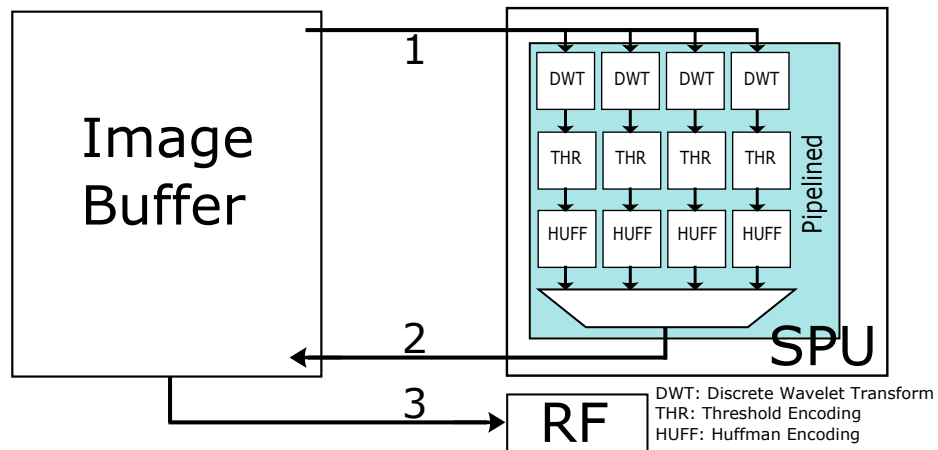 1
Image
Buffer
DWT DWT DWT DWT
THR THR THR THR
HUFF HUFF HUFF HUFF
Pipelined
2
SPU
3
RF
DWT: Discrete Wavelet Transform
THR: Threshold Encoding
HUFF: Huffman Encoding